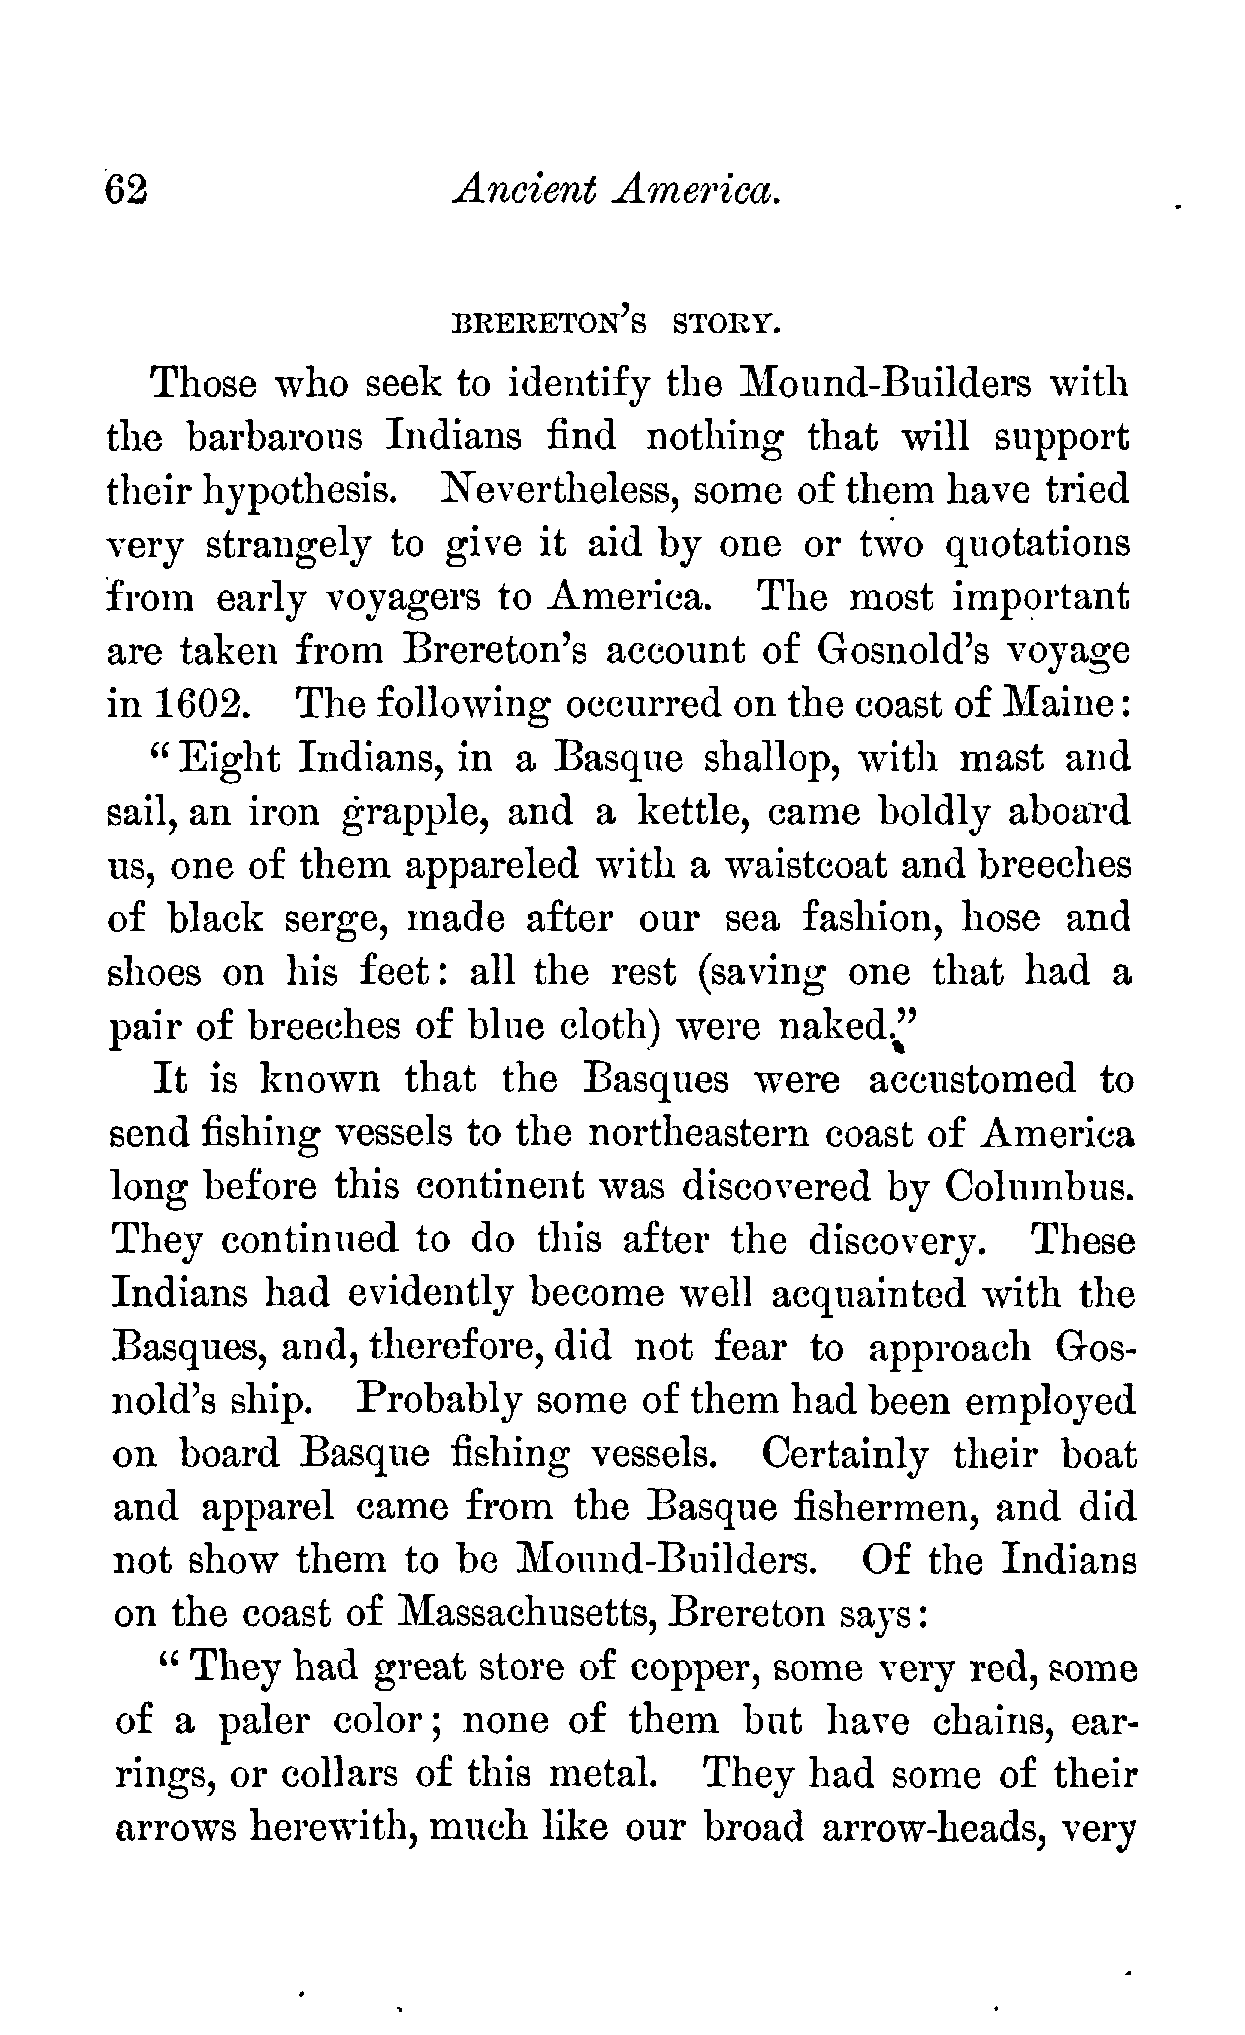 62 Ancient America.
BRERETON'S STORY.
Those who seek to identify the Mound-Builders with
the barbarous Indians find nothing that will support
their hypothesis. Nevertheless, some of them have tried
very strangely to give it aid by one or two quotations
from early voyagers to America. The most important
are taken from Brereton's account of Gosnold's voyage
in 1602. The following occurred on the coast of Maine:
“Eight Indians, in a Basque shallop, with mast and
sail, an iron grapple, and a kettle, came boldly aboard
us, one of them appareled with a waistcoat and breeches
of black serge, made after our sea fashion, hose and
shoes on his feet: all the rest (saving one that had a
pair of breeches of blue cloth) were naked.”
It is known that the Basques were accustomed to
send fishing vessels to the northeastern coast of America
long before this continent was discovered by Columbus.
They continued to do this after the discovery. These
Indians had evidently become well acquainted with the
Basques, and, therefore, did not fear to approach Gos-
nold's ship. Probably some of them had been employed
on board Basque fishing vessels. Certainly their boat
and apparel came from the Basque fishermen, and did
not show them to be Mound-Builders. Of the Indians
on the coast of Massachusetts, Brereton says:
“They had great store of copper, some very red, some
of a paler color; none of them but have chains, ear-
rings, or collars of this metal. They had some of their
arrows herewith, much like our broad arrow-heads, very